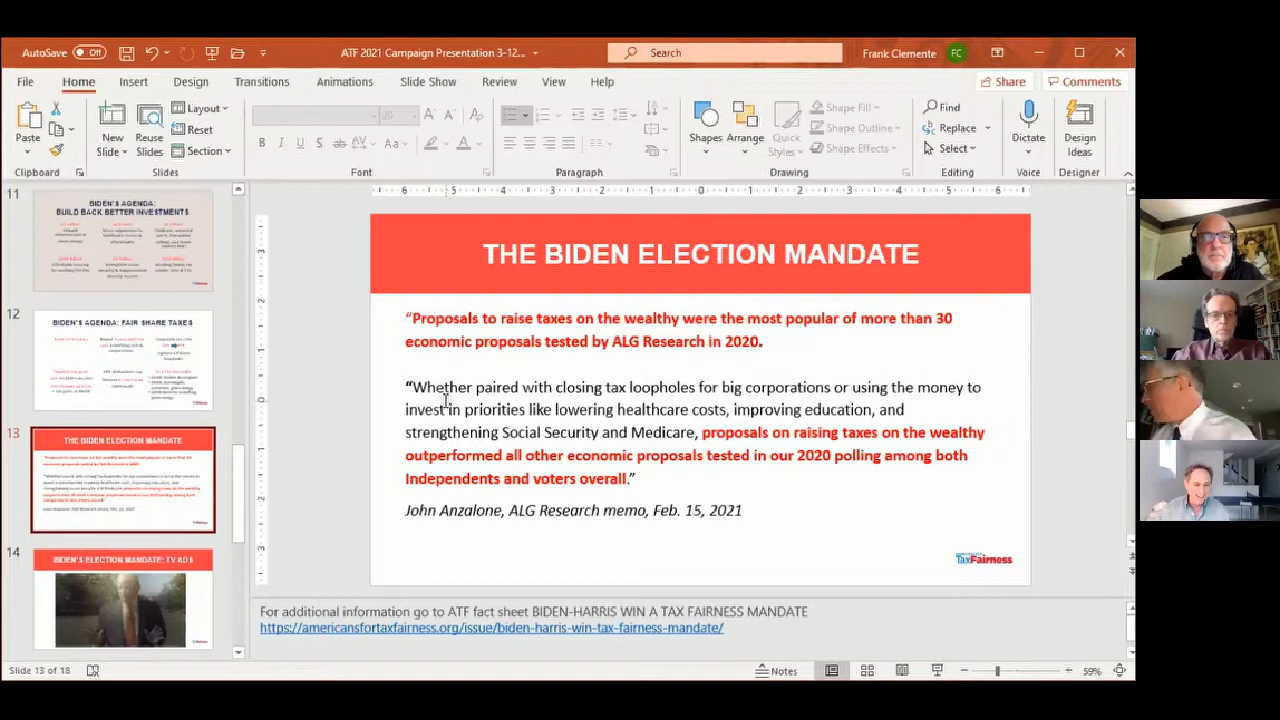 AutoSave Off
ATF 2021 Campaign Presentation 3-12...
Search
Frank Clemente FC
File Home Insert Design Transitions Animations Slide Show Review View Help
Share Comments
Paste
New Slide
Reuse Slides
Layout
Reset
Section
20
Shapes
Arrange
Quick Styles
Shape Fill
Shape Outline
Shape Effects
Find
Replace
Select
Dictate
Design Ideas
Clipboard Slides Font Paragraph Drawing Editing Voice Designer
11
BIDEN'S AGENDA:
BUILD BACK BETTER INVESTMENTS
12
BIDEN'S AGENDA: FAIR SHARE TAXES
13
THE BIDEN ELECTION MANDATE
14
BIDEN'S ELECTION MANDATE: TV ADS
THE BIDEN ELECTION MANDATE
“Proposals to raise taxes on the wealthy were the most popular of more than 30
economic proposals tested by ALG Research in 2020.
“Whether paired with closing tax loopholes for big corporations or using the money to
invest in priorities like lowering healthcare costs, improving education, and
strengthening Social Security and Medicare, proposals on raising taxes on the wealthy
outperformed all other economic proposals tested in our 2020 polling among both
Independents and voters overall.”
John Anzalone, ALG Research memo, Feb. 15, 2021
TaxFairness
For additional information go to ATF fact sheet BIDEN-HARRIS WIN A TAX FAIRNESS MANDATE
https://americansfortaxfairness.org/issue/biden-harris-win-tax-fairness-mandate/
Slide 13 of 18
Notes
59%